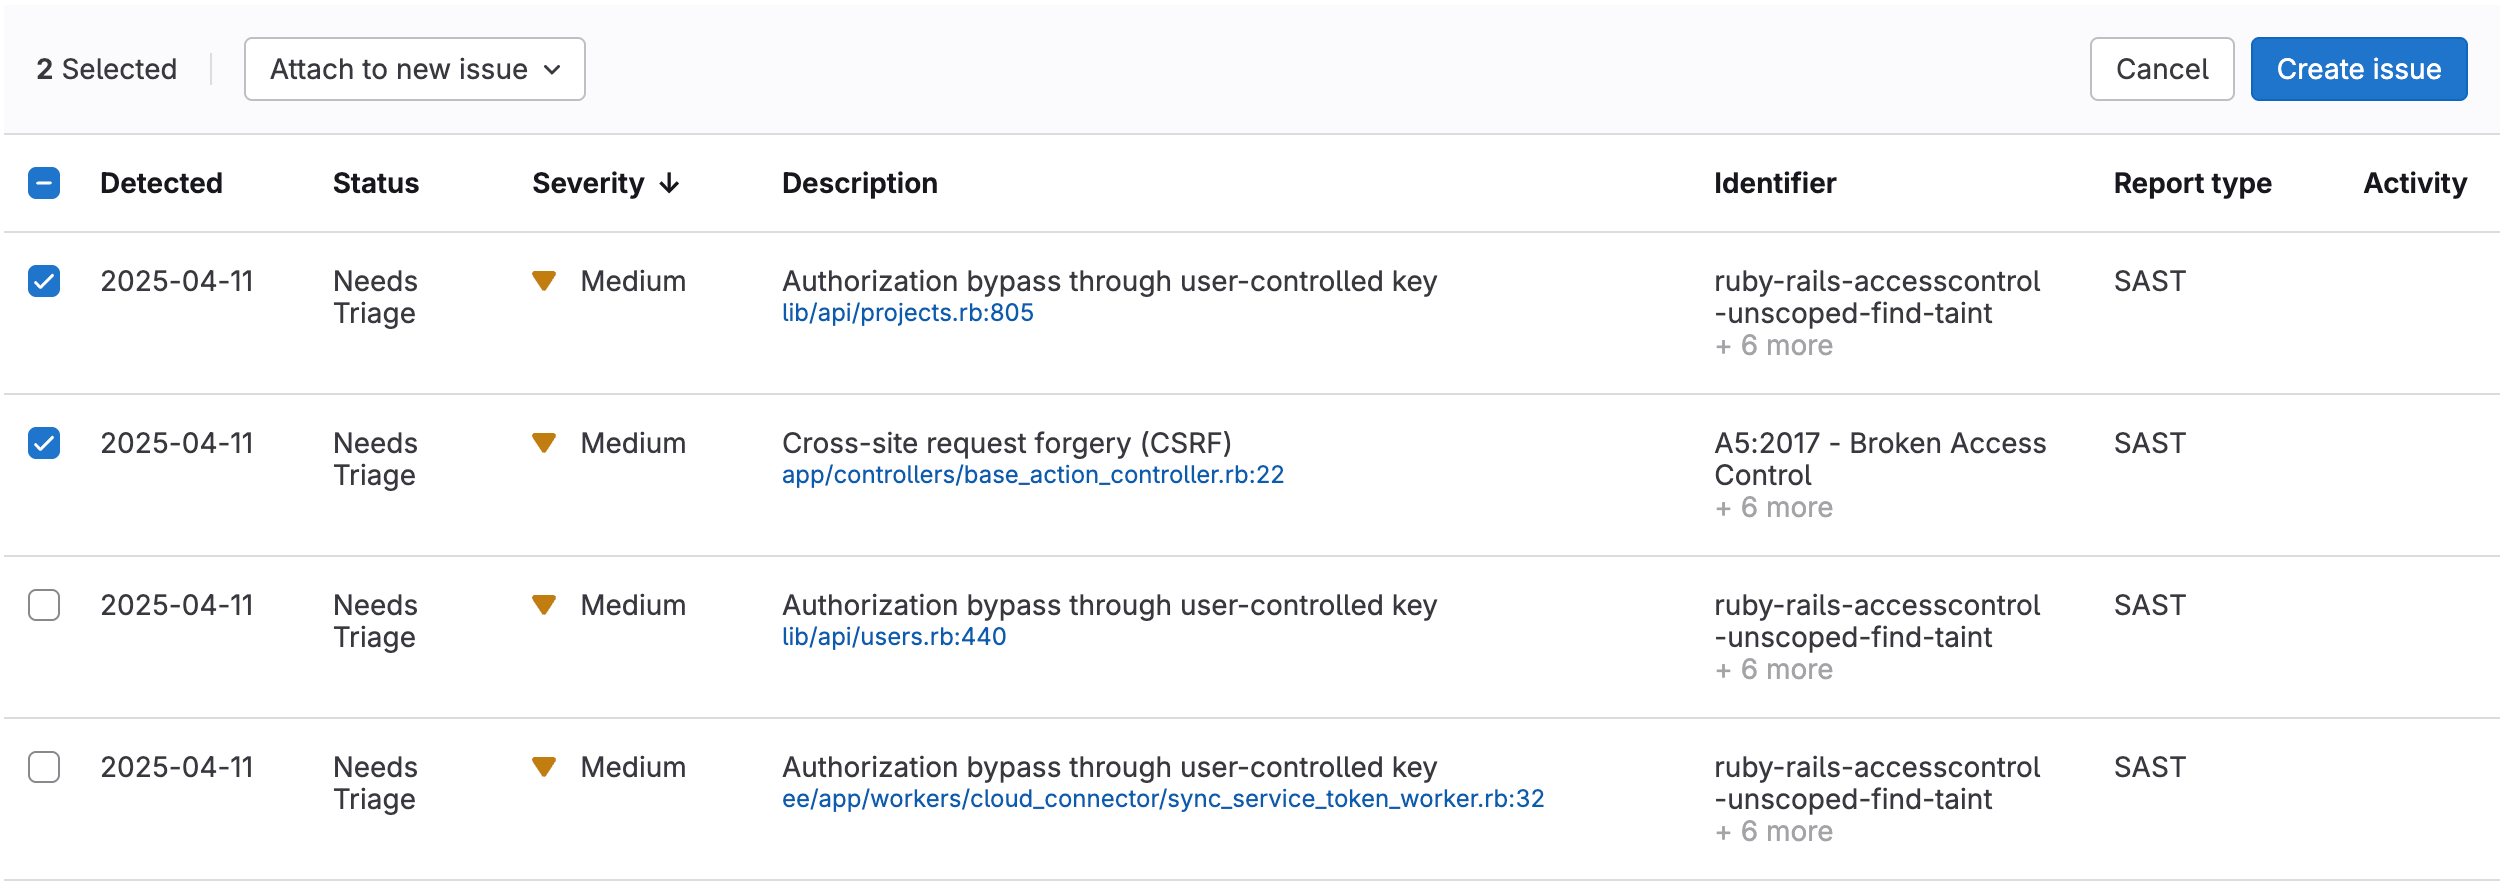 2 Selected
Attach to new issue
Cancel
Create issue
Detected Status Severity Description Identifier Report type Activity
2025-04-11 Needs Triage Medium Authorization bypass through user-controlled key ruby-rails-accesscontrol SAST
lib/api/projects.rb:805 -unscoped-find-taint
+ 6 more
2025-04-11 Needs Triage Medium Cross-site request forgery (CSRF) A5:2017 - Broken Access SAST
app/controllers/base_action_controller.rb:22 Control
+ 6 more
2025-04-11 Needs Triage Medium Authorization bypass through user-controlled key ruby-rails-accesscontrol SAST
lib/api/users.rb:440 -unscoped-find-taint
+ 6 more
2025-04-11 Needs Triage Medium Authorization bypass through user-controlled key ruby-rails-accesscontrol SAST
ee/app/workers/cloud_connector/sync_service_token_worker.rb:32 -unscoped-find-taint
+ 6 more